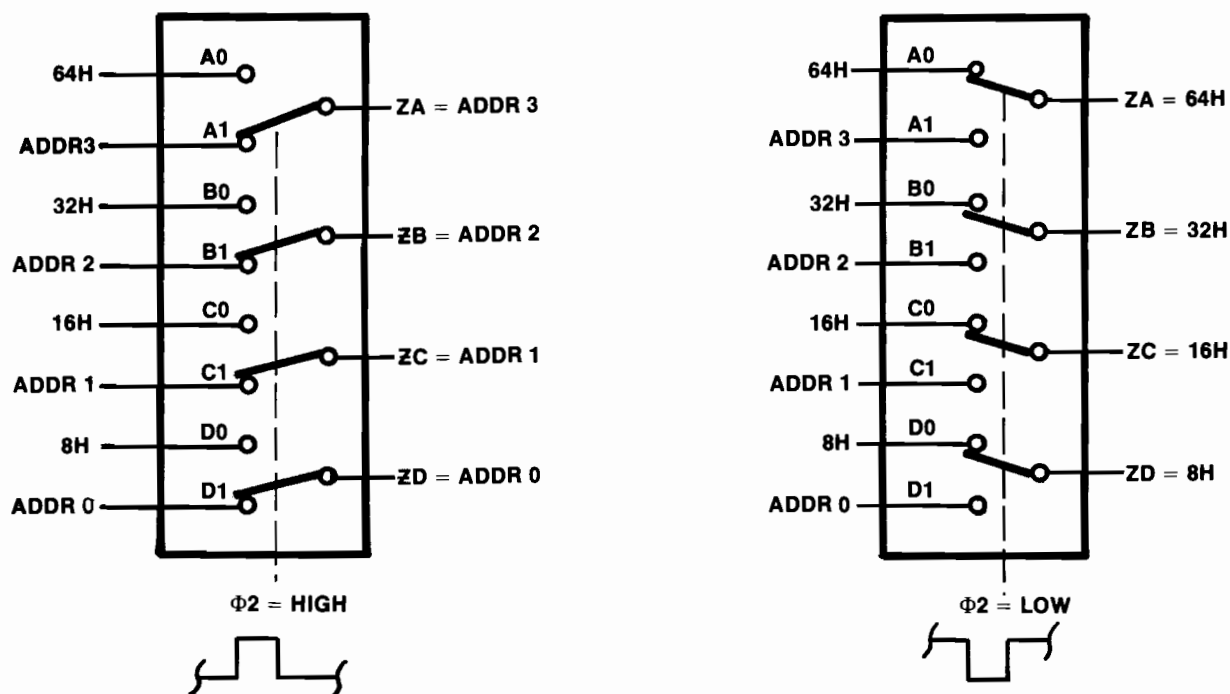 64H
A0
ZA = ADDR 3
ADDR3
A1
32H
B0
ZB = ADDR 2
ADDR 2
B1
16H
C0
ZC = ADDR 1
ADDR 1
C1
8H
D0
ZD = ADDR 0
ADDR 0
D1
Φ2 = HIGH
64H
A0
ZA = 64H
ADDR 3
A1
32H
B0
ZB = 32H
ADDR 2
B1
16H
C0
ZC = 16H
ADDR 1
C1
8H
D0
ZD = 8H
ADDR 0
D1
Φ2 = LOW